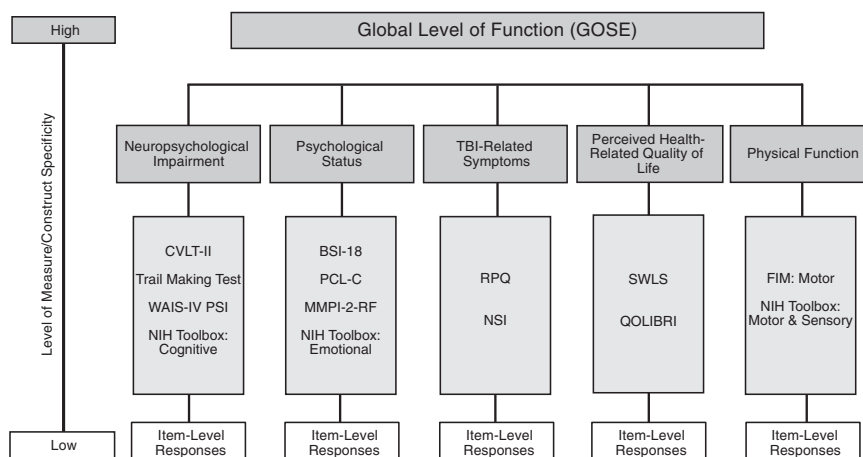 High
Global Level of Function (GOSE)
Level of Measure/Construct Specificity
Neuropsychological
Impairment
Psychological
Status
TBI-Related
Symptoms
Perceived Health-
Related Quality of
Life
Physical Function
CVLT-II
Trail Making Test
WAIS-IV PSI
NIH Toolbox:
Cognitive
BSI-18
PCL-C
MMPI-2-RF
NIH Toolbox:
Emotional
RPQ
NSI
SWLS
QOLIBRI
FIM: Motor
NIH Toolbox:
Motor & Sensory
Low
Item-Level
Responses
Item-Level
Responses
Item-Level
Responses
Item-Level
Responses
Item-Level
Responses